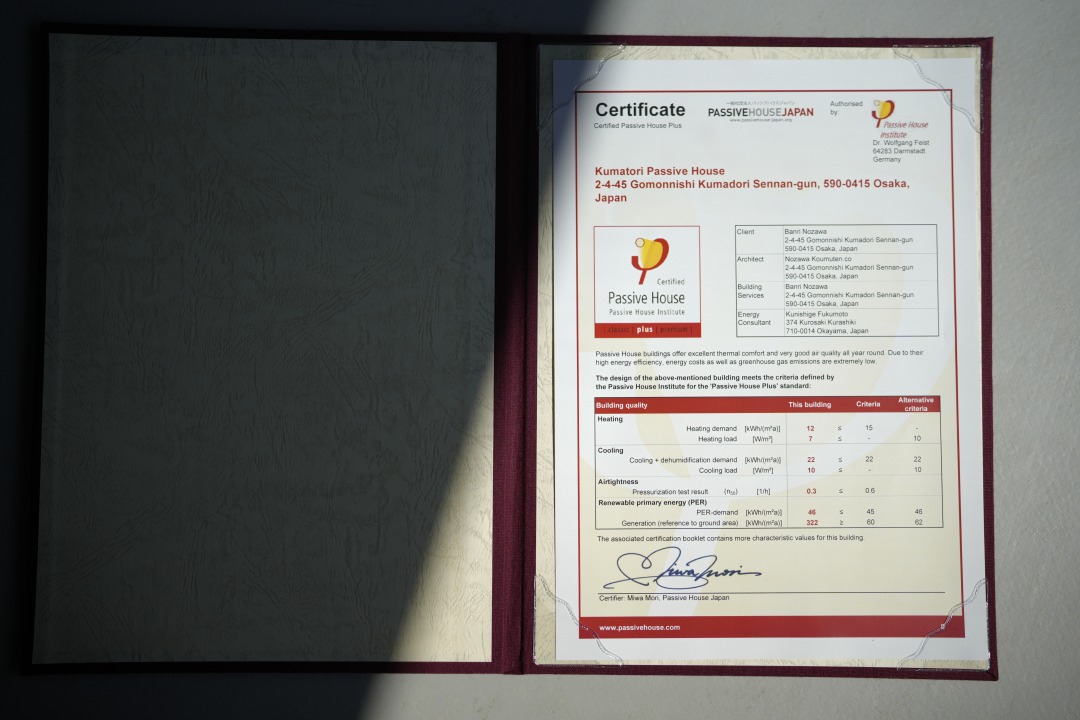 Certificate
Certified Passive House Plus
PASSIVEHOUSEJAPAN
www.passivehouse-japan.org
Authorised
by:
Passive House
Institute
Dr. Wolfgang Feist
64283 Darmstadt
Germany
Kumatori Passive House
2-4-45 Gomonnishi Kumadori Sennan-gun, 590-0415 Osaka,
Japan
Certified
Passive House
Passive House Institute
| classic | plus | premium |
Client Banri Nozawa
2-4-45 Gomonnishi Kumadori Sennan-gun
590-0415 Osaka, Japan
Architect Nozawa Koumuten.co
2-4-45 Gomonnishi Kumadori Sennan-gun
590-0415 Osaka, Japan
Building Banri Nozawa
Services 2-4-45 Gomonnishi Kumadori Sennan-gun
590-0415 Osaka, Japan
Energy Kunishige Fukumoto
Consultant 374 Kurosaki Kurashiki
710-0014 Okayama, Japan
Passive House buildings offer excellent thermal comfort and very good air quality all year round. Due to their
high energy efficiency, energy costs as well as greenhouse gas emissions are extremely low.
The design of the above-mentioned building meets the criteria defined by
the Passive House Institute for the 'Passive House Plus' standard:
Building quality This building Criteria Alternative
criteria
Heating
Heating demand [kWh/(m²a)] 12 ≤ 15 -
Heating load [W/m²] 7 ≤ - 10
Cooling
Cooling + dehumidification demand [kWh/(m²a)] 22 ≤ 22 22
Cooling load [W/m²] 10 ≤ - 10
Airtightness
Pressurization test result (n50) [1/h] 0.3 ≤ 0.6
Renewable primary energy (PER)
PER-demand [kWh/(m²a)] 46 ≤ 45 46
Generation (reference to ground area) [kWh/(m²a)] 322 ≥ 60 62
The associated certification booklet contains more characteristic values for this building.
Miwa Mori
Certifier: Miwa Mori, Passive House Japan
www.passivehouse.com